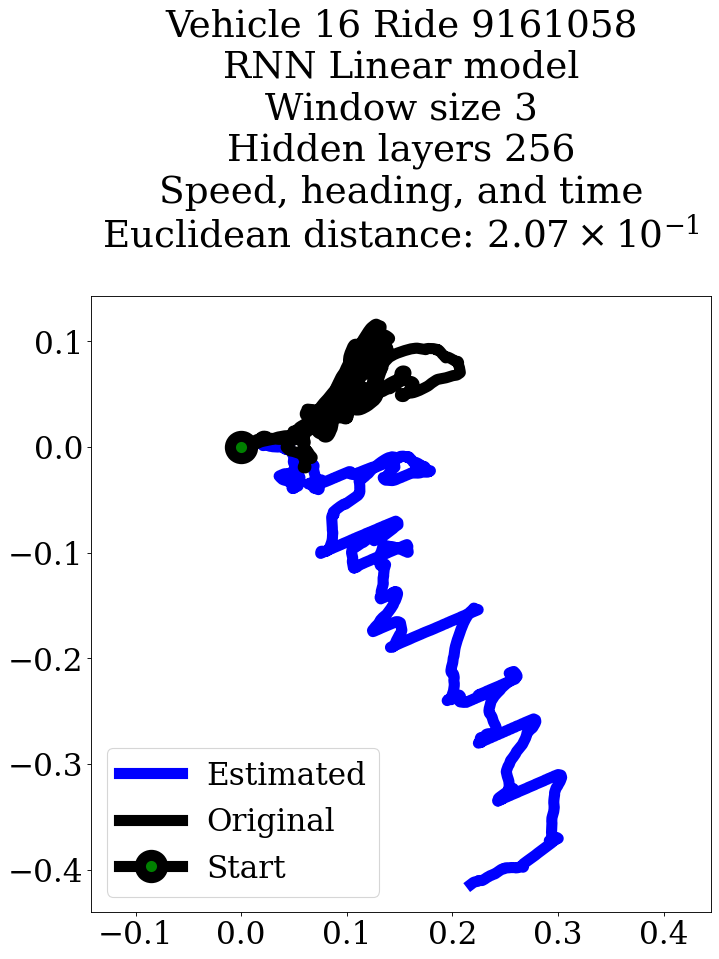 Vehicle 16 Ride 9161058
RNN Linear model
Window size 3
Hidden layers 256
Speed, heading, and time
Euclidean distance: 2.07 × 10⁻¹
0.1
0.0
−0.1
−0.2
−0.3
−0.4
Estimated
Original
Start
−0.1 0.0 0.1 0.2 0.3 0.4